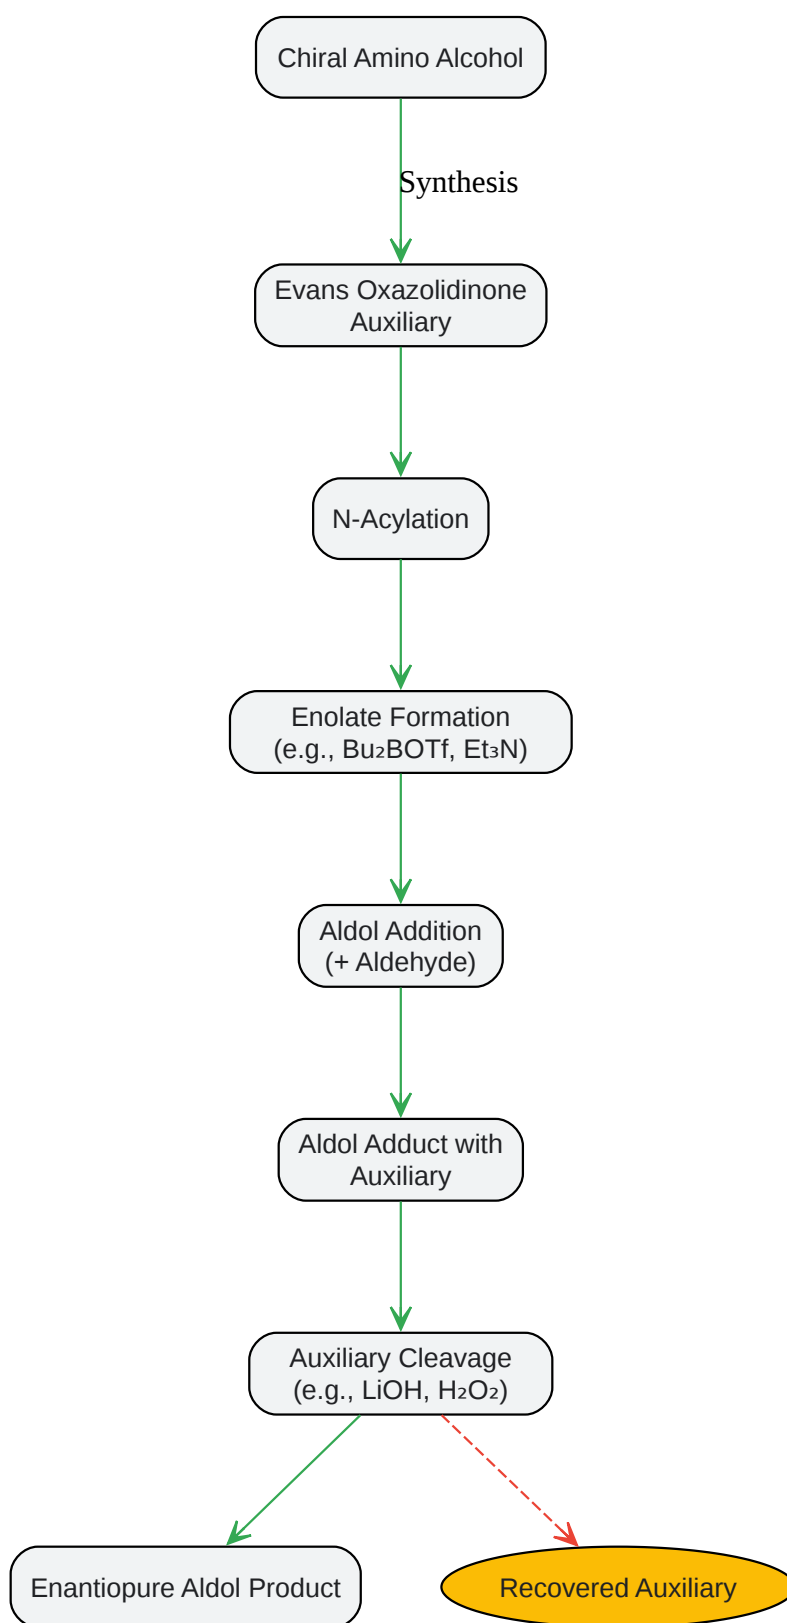 Chiral Amino Alcohol
Synthesis
Evans Oxazolidinone
Auxiliary
N-Acylation
Enolate Formation
(e.g., Bu₂BOTf, Et₃N)
Aldol Addition
(+ Aldehyde)
Aldol Adduct with
Auxiliary
Auxiliary Cleavage
(e.g., LiOH, H₂O₂)
Enantiopure Aldol Product
Recovered Auxiliary